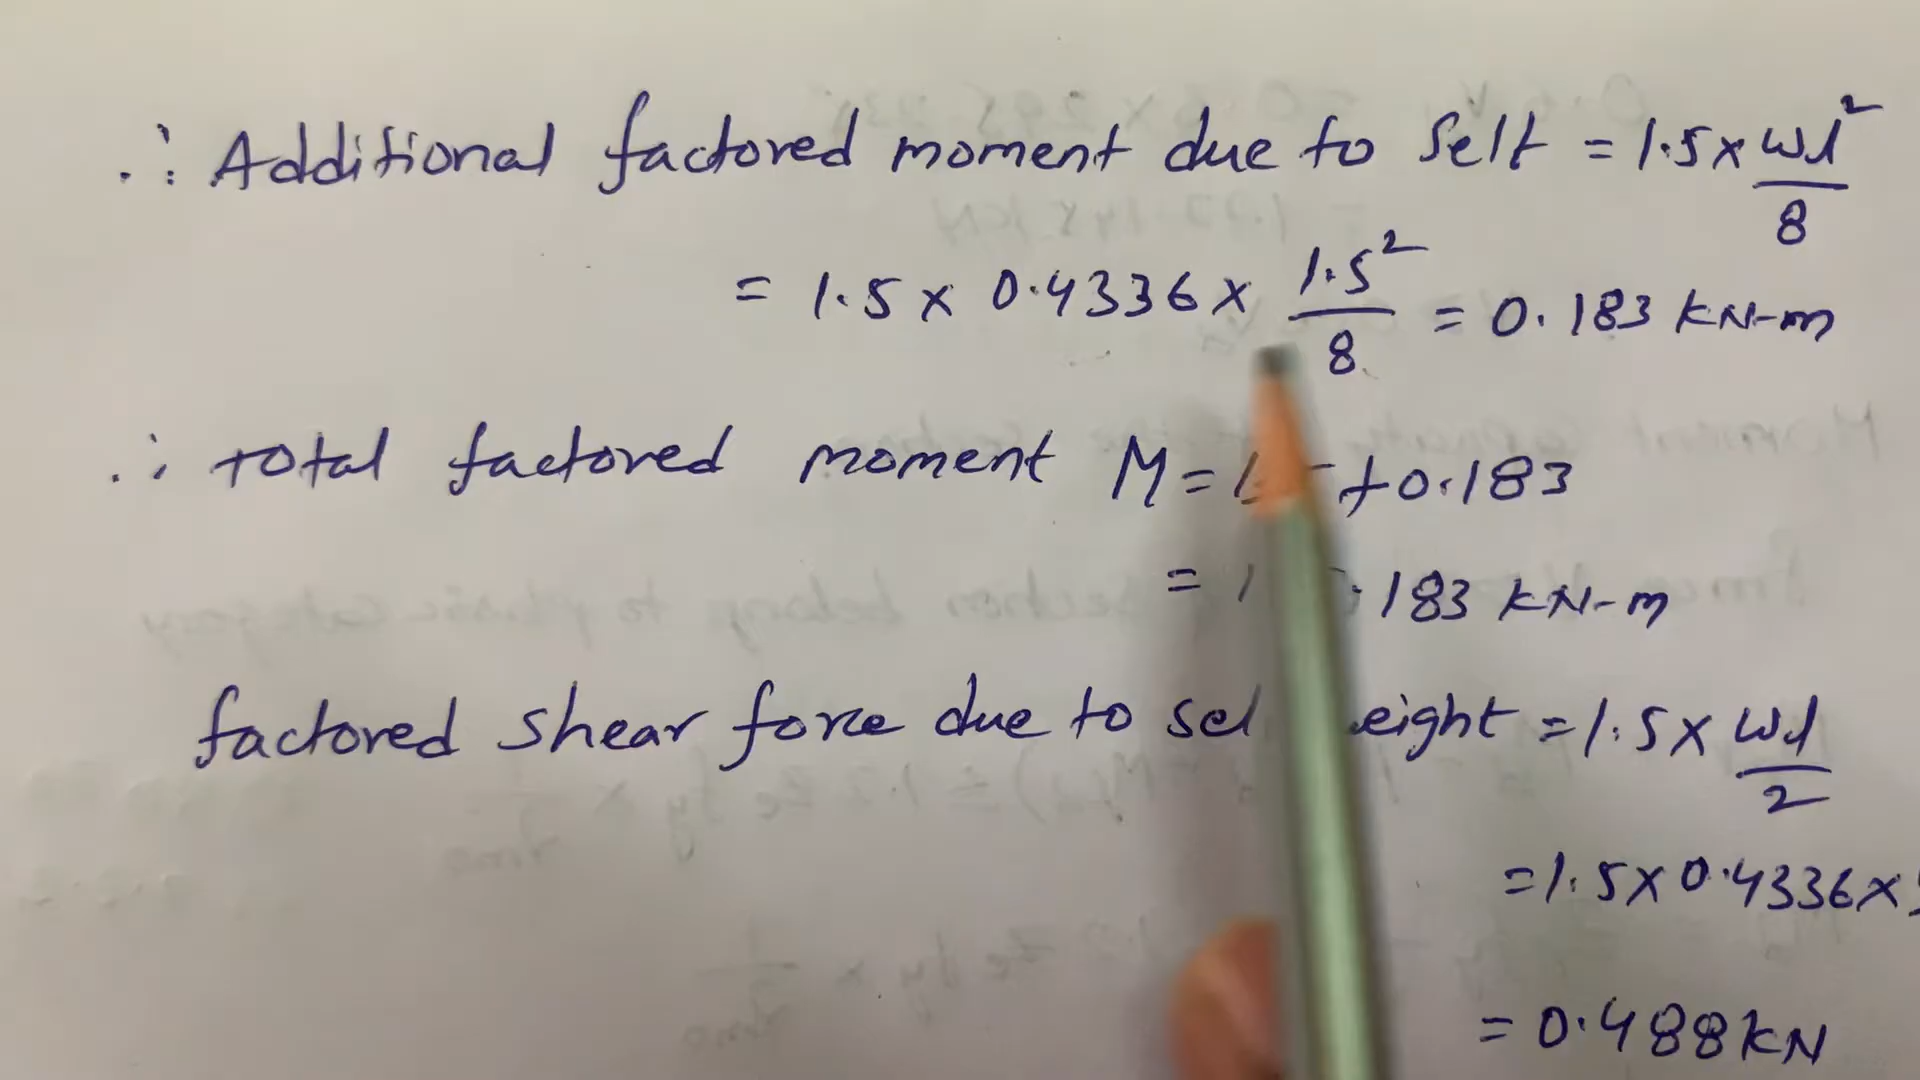 ∴ Additional factored moment due to Self = 1.5 x wl²/8
= 1.5 x 0.4336 x 1.5²/8 = 0.183 KN-m
∴ total factored moment M = +0.183
= .183 KN-m
factored shear force due to = 1.5 x wl/2
= 1.5 x 0.4336 x
= 0.488 KN